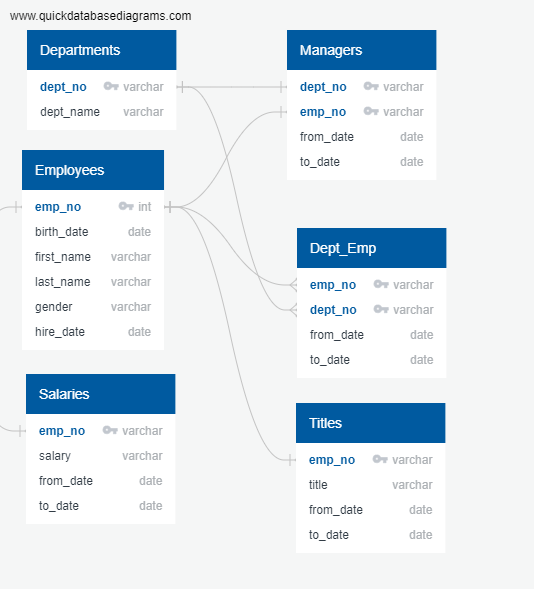 www.quickdatabasediagrams.com
Departments
dept_no varchar
dept_name varchar
Managers
dept_no varchar
emp_no varchar
from_date date
to_date date
Employees
emp_no int
birth_date date
first_name varchar
last_name varchar
gender varchar
hire_date date
Dept_Emp
emp_no varchar
dept_no varchar
from_date date
to_date date
Salaries
emp_no varchar
salary varchar
from_date date
to_date date
Titles
emp_no varchar
title varchar
from_date date
to_date date